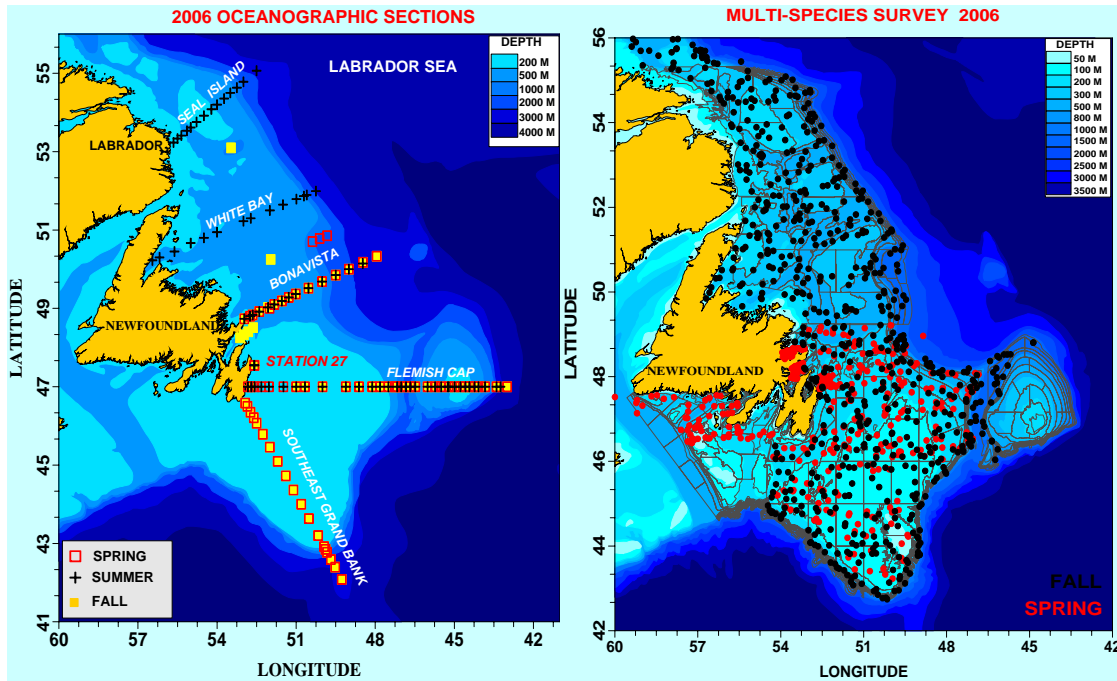 2006 OCEANOGRAPHIC SECTIONS
DEPTH
200 M
500 M
1000 M
2000 M
4000 M
LABRADOR SEA
SEAL ISLAND
LABRADOR
WHITE BAY
BONAVISTA
NEWFOUNDLAND
STATION 27
FLEMISH CAP
SOUTHEAST GRAND BANK
SPRING
SUMMER
FALL
LATITUDE
55
53
51
49
47
45
43
41
60
57
54
51
48
45
42
LONGITUDE
MULTI-SPECIES SURVEY 2006
DEPTH
50 M
100 M
200 M
300 M
500 M
800 M
1000 M
1500 M
2000 M
2500 M
3000 M
3500 M
NEWFOUNDLAND
FALL
SPRING
LATITUDE
56
54
52
50
48
46
44
42
60
57
54
51
48
45
42
LONGITUDE